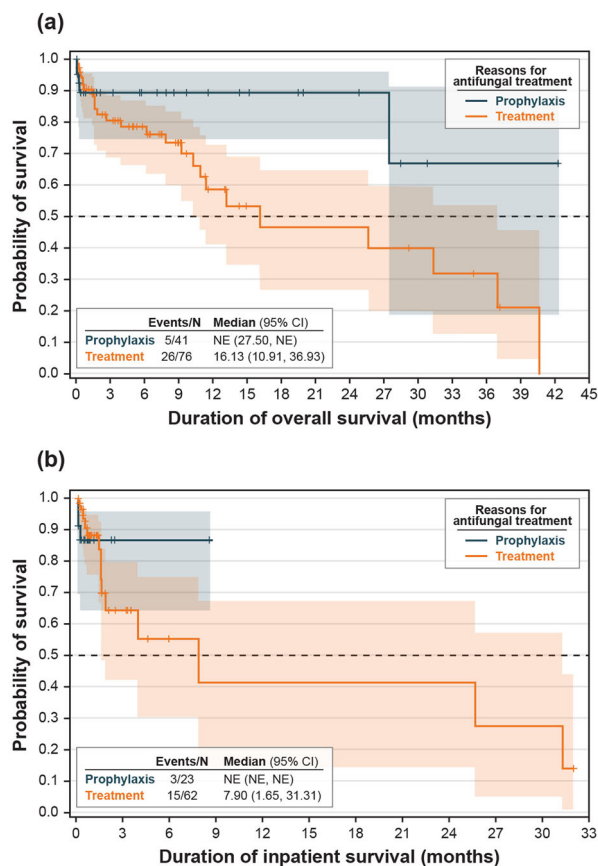 (a)
Probability of survival
1.0
0.9
0.8
0.7
0.6
0.5
0.4
0.3
0.2
0.1
0.0
Reasons for
antifungal treatment
Prophylaxis
Treatment
Events/N Median (95% CI)
Prophylaxis 5/41 NE (27.50, NE)
Treatment 26/76 16.13 (10.91, 36.93)
0 3 6 9 12 15 18 21 24 27 30 33 36 39 42 45
Duration of overall survival (months)
(b)
Probability of survival
1.0
0.9
0.8
0.7
0.6
0.5
0.4
0.3
0.2
0.1
0.0
Reasons for
antifungal treatment
Prophylaxis
Treatment
Events/N Median (95% CI)
Prophylaxis 3/23 NE (NE, NE)
Treatment 15/62 7.90 (1.65, 31.31)
0 3 6 9 12 15 18 21 24 27 30 33
Duration of inpatient survival (months)